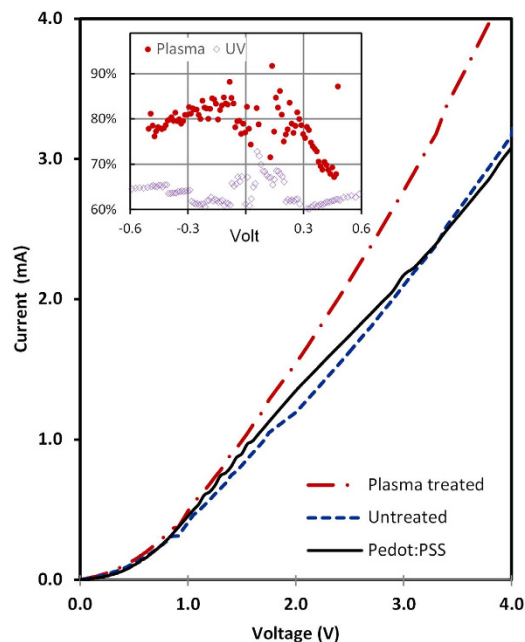 4.0
3.0
2.0
1.0
0.0
Current (mA)
Plasma UV
90%
80%
70%
60%
-0.6 -0.3 0.0 0.3 0.6
Volt
Plasma treated
Untreated
Pedot:PSS
0.0 1.0 2.0 3.0 4.0
Voltage (V)